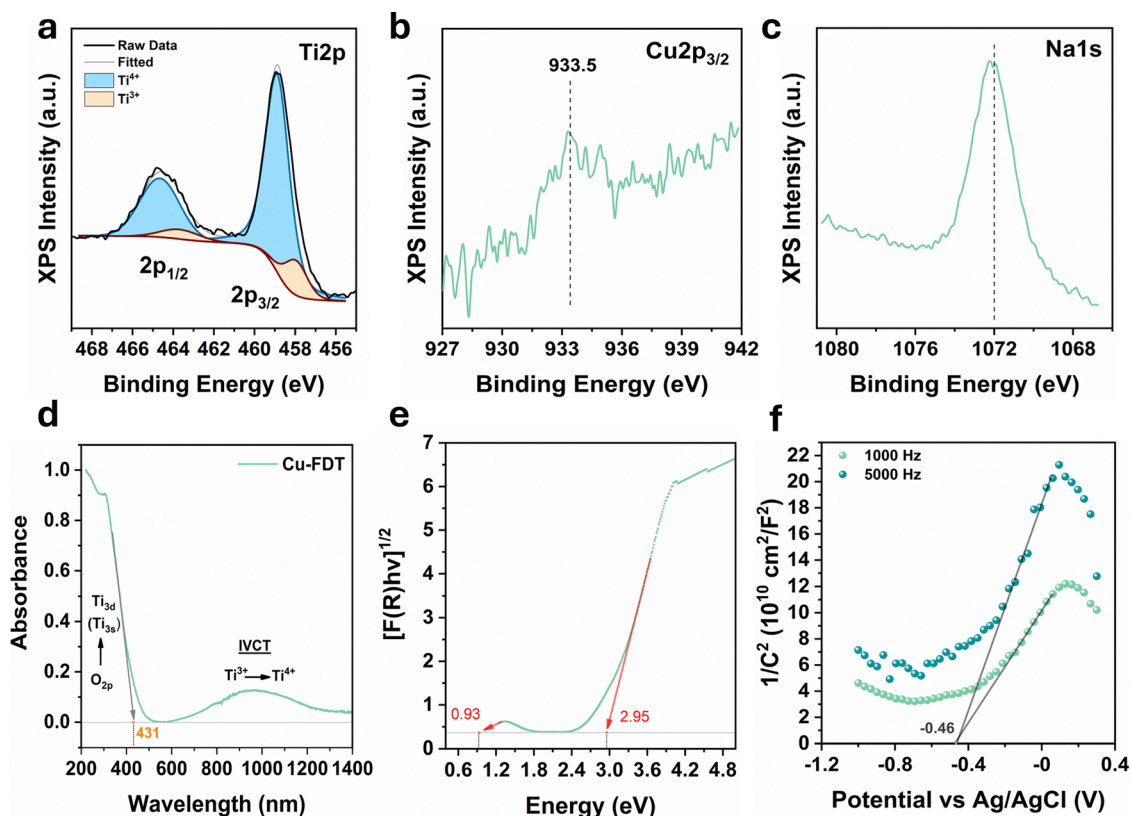 a
Raw Data
Fitted
Ti4+
Ti3+
Ti2p
2p1/2
2p3/2
XPS Intensity (a.u.)
468 466 464 462 460 458 456
Binding Energy (eV)
b
Cu2p3/2
933.5
XPS Intensity (a.u.)
927 930 933 936 939 942
Binding Energy (eV)
c
Na1s
XPS Intensity (a.u.)
1080 1076 1072 1068
Binding Energy (eV)
d
Cu-FDT
Absorbance
1.0
0.8
0.6
0.4
0.2
0.0
Ti3d
(Ti3s)
O2p
IVCT
Ti3+ Ti4+
431
200 400 600 800 1000 1200 1400
Wavelength (nm)
e
[F(R)hv]1/2
7
6
5
4
3
2
1
0
0.93
2.95
0.6 1.2 1.8 2.4 3.0 3.6 4.2 4.8
Energy (eV)
f
1000 Hz
5000 Hz
1/C2 (1010 cm2/F2)
22
20
18
16
14
12
10
8
6
4
2
0
-0.46
-1.2 -0.8 -0.4 -0 0.4
Potential vs Ag/AgCl (V)